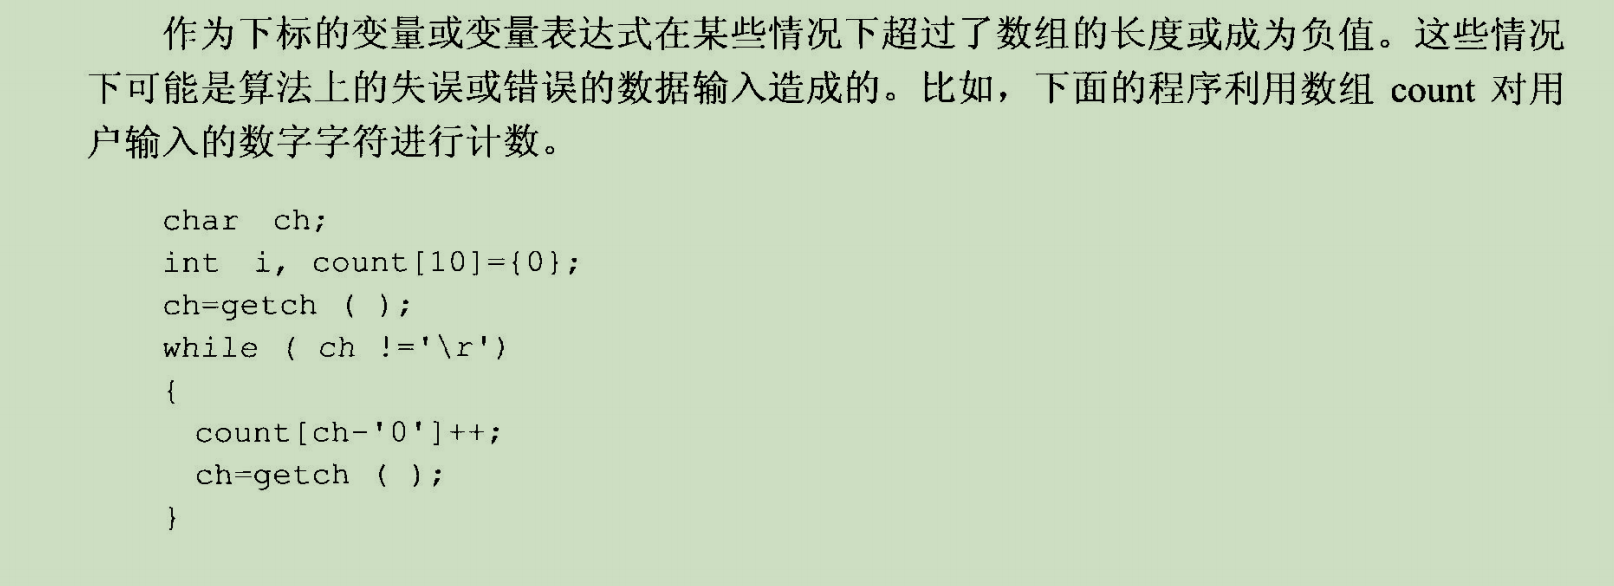 作为下标的变量或变量表达式在某些情况下超过了数组的长度或成为负值。这些情况
下可能是算法上的失误或错误的数据输入造成的。比如，下面的程序利用数组 count 对用
户输入的数字字符进行计数。
char  ch;
int  i, count[10]={0};
ch=getch ( );
while ( ch !='\r')
{
  count[ch-'0']++;
  ch=getch ( );
}